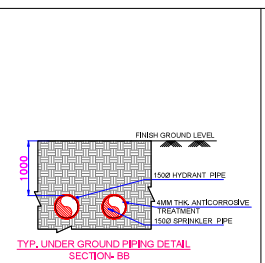 FINISH GROUND LEVEL
1000
150Ø HYDRANT PIPE
4MM THK. ANTICORROSIVE
TREATMENT
150Ø SPRINKLER PIPE
TYP. UNDER GROUND PIPING DETAIL
SECTION- BB